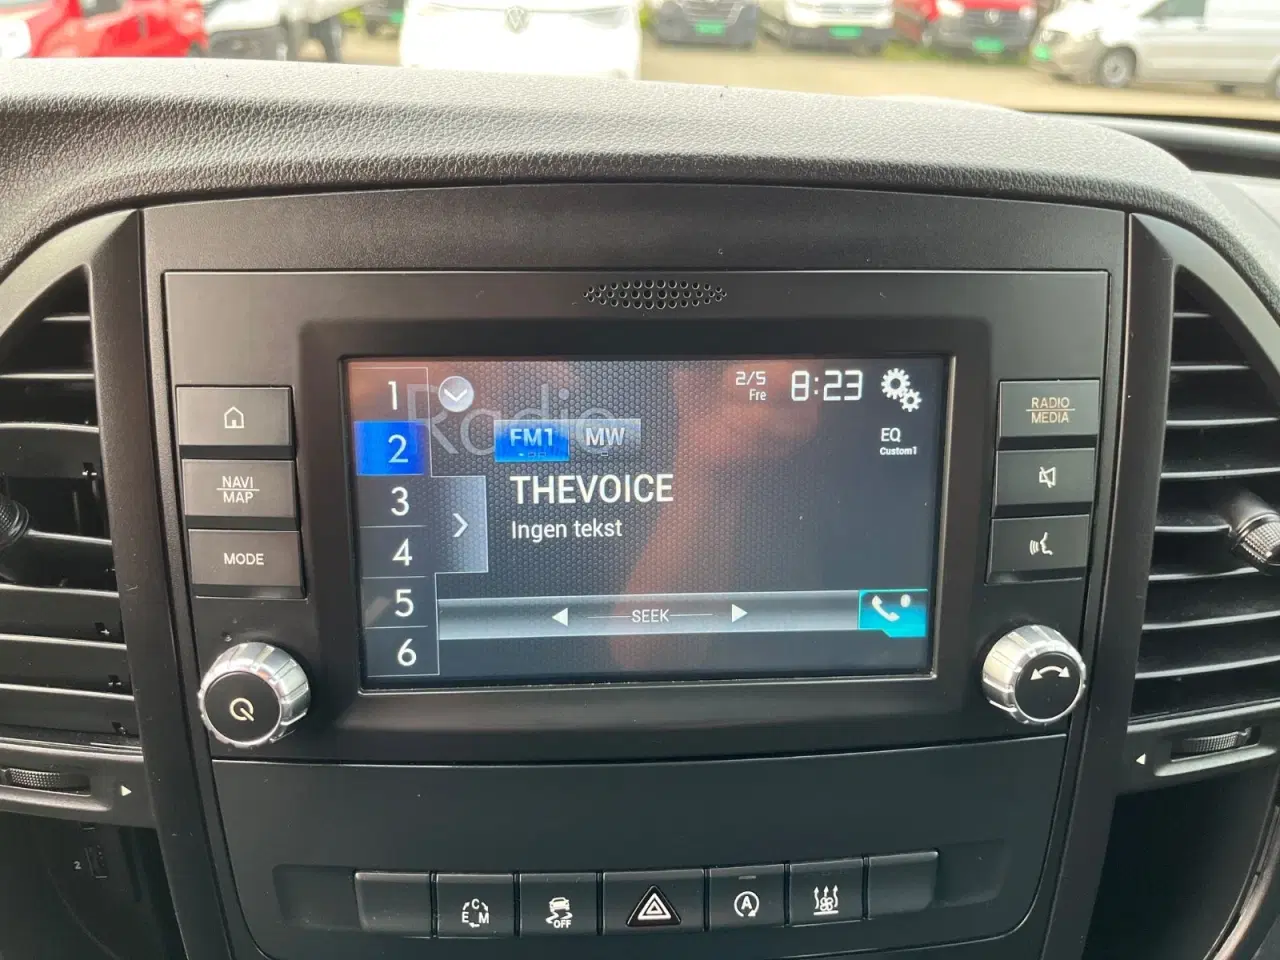 Radio
1
2
3
4
5
6
FM1
MW
2/5
Fre
8:23
EQ
Custom1
THEVOICE
Ingen tekst
SEEK
NAVI
MAP
MODE
RADIO
MEDIA
2
C
E M
OFF
A